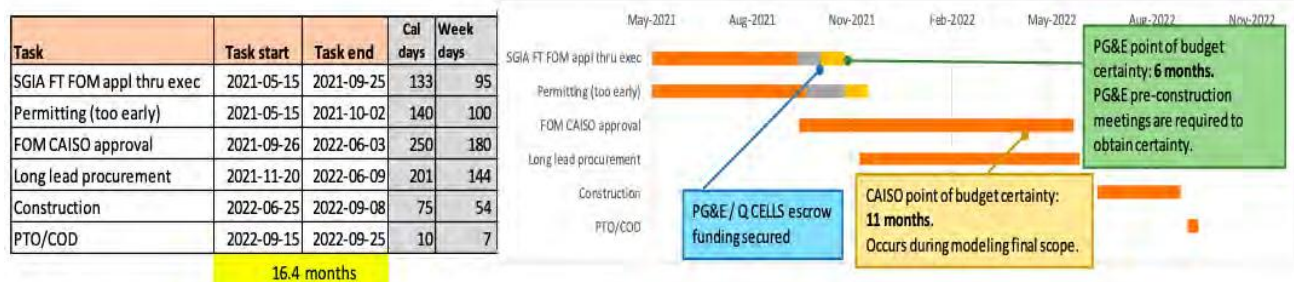 Task Task start Task end Cal days Week days
SGIA FT FOM appl thru exec 2021-05-15 2021-09-25 133 95
Permitting (too early) 2021-05-15 2021-10-02 140 100
FOM CAISO approval 2021-09-26 2022-06-03 250 180
Long lead procurement 2021-11-20 2022-06-09 201 144
Construction 2022-06-25 2022-09-08 75 54
PTO/COD 2022-09-15 2022-09-25 10 7
16.4 months
May-2021 Aug-2021 Nov-2021 Feb-2022 May-2022 Aug-2022 Nov-2022
SGIA FT FOM appl thru exec
Permitting (too early)
FOM CAISO approval
Long lead procurement
Construction
PTO/COD
PG&E / Q CELLS escrow
funding secured
CAISO point of budget certainty:
11 months.
Occurs during modeling final scope.
PG&E point of budget
certainty: 6 months.
PG&E pre-construction
meetings are required to
obtain certainty.